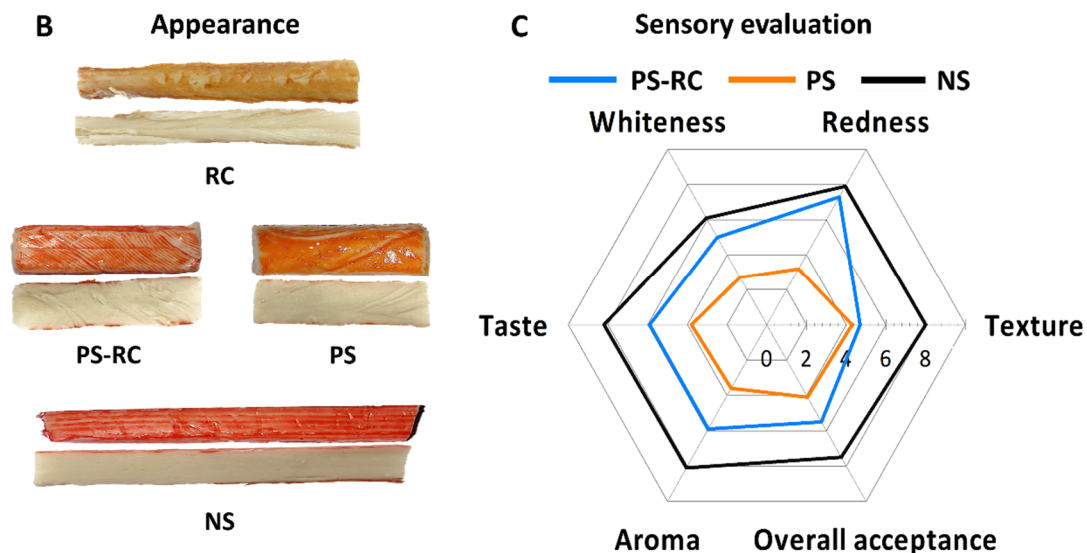 B Appearance
RC
PS-RC PS
NS
C Sensory evaluation
PS-RC PS NS
Whiteness Redness
Taste Texture
0 2 4 6 8
Aroma Overall acceptance